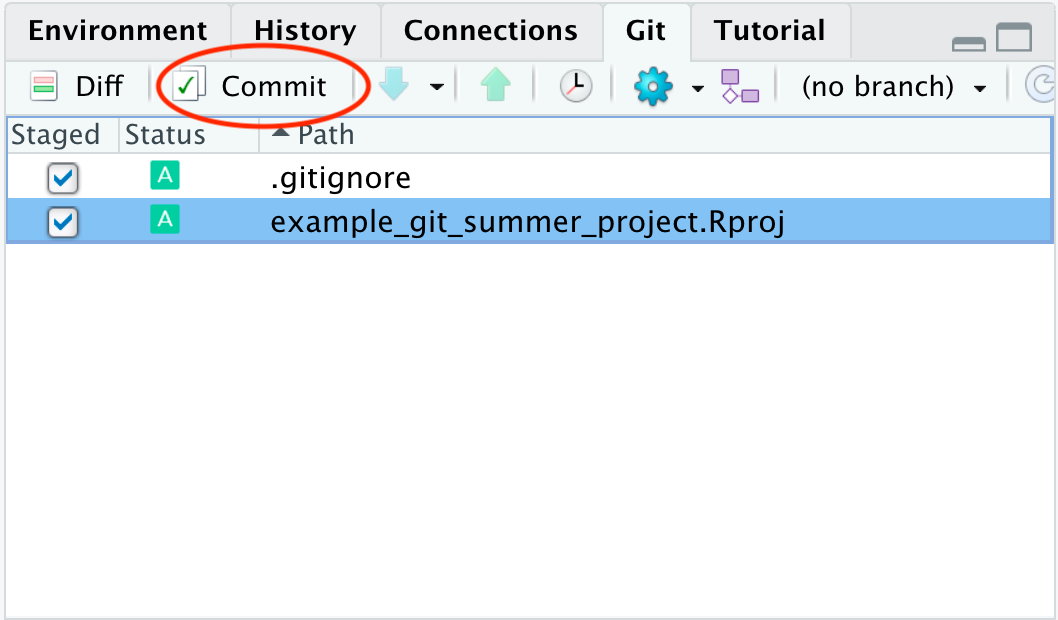 Environment History Connections Git Tutorial
Diff Commit (no branch)
Staged Status Path
A .gitignore
A example_git_summer_project.Rproj